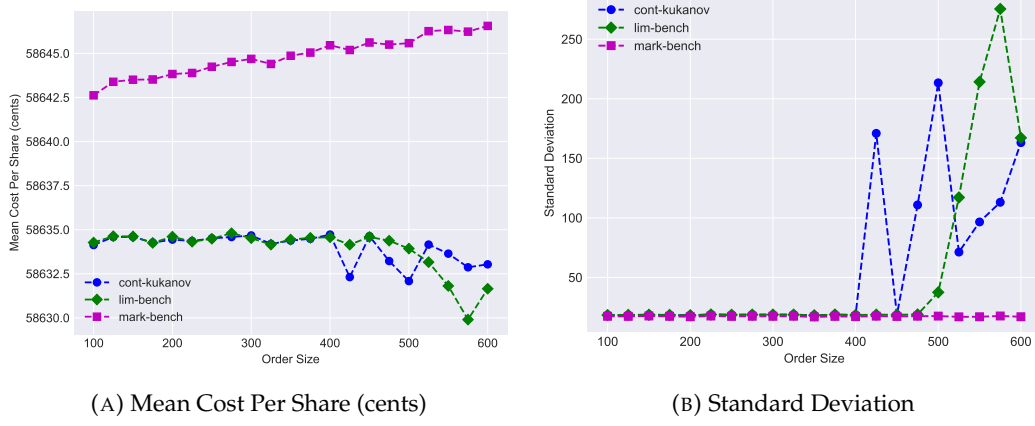 Mean Cost Per Share (cents)
58645.0
58642.5
58640.0
58637.5
58635.0
58632.5
58630.0
cont-kukanov
lim-bench
mark-bench
100 200 300 400 500 600
Order Size
(A) Mean Cost Per Share (cents)
Standard Deviation
250
200
150
100
50
cont-kukanov
lim-bench
mark-bench
100 200 300 400 500 600
Order Size
(B) Standard Deviation